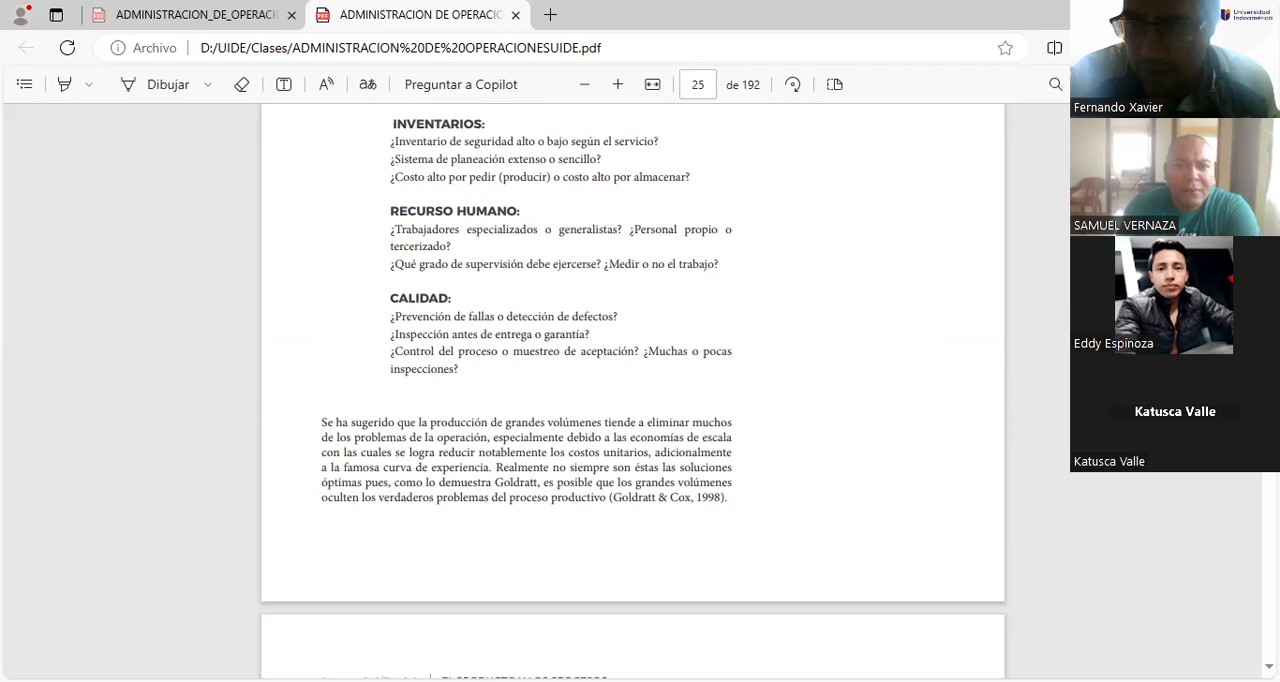 ADMINISTRACION_DE_OPERACI
ADMINISTRACION DE OPERACIO
Archivo
D:/UIDE/Clases/ADMINISTRACION%20DE%20OPERACIONESUIDE.pdf
Dibujar
Preguntar a Copilot
25
de 192
INVENTARIOS:
¿Inventario de seguridad alto o bajo según el servicio?
¿Sistema de planeación extenso o sencillo?
¿Costo alto por pedir (producir) o costo alto por almacenar?
RECURSO HUMANO:
¿Trabajadores especializados o generalistas? ¿Personal propio o
tercerizado?
¿Qué grado de supervisión debe ejercerse? ¿Medir o no el trabajo?
CALIDAD:
¿Prevención de fallas o detección de defectos?
¿Inspección antes de entrega o garantía?
¿Control del proceso o muestreo de aceptación? ¿Muchas o pocas
inspecciones?
Se ha sugerido que la producción de grandes volúmenes tiende a eliminar muchos
de los problemas de la operación, especialmente debido a las economías de escala
con las cuales se logra reducir notablemente los costos unitarios, adicionalmente
a la famosa curva de experiencia. Realmente no siempre son éstas las soluciones
óptimas pues, como lo demuestra Goldratt, es posible que los grandes volúmenes
oculten los verdaderos problemas del proceso productivo (Goldratt & Cox, 1998).
Universidad
Indoamérica
Fernando Xavier
SAMUEL VERNAZA
Eddy Espinoza
Katusca Valle
Katusca Valle